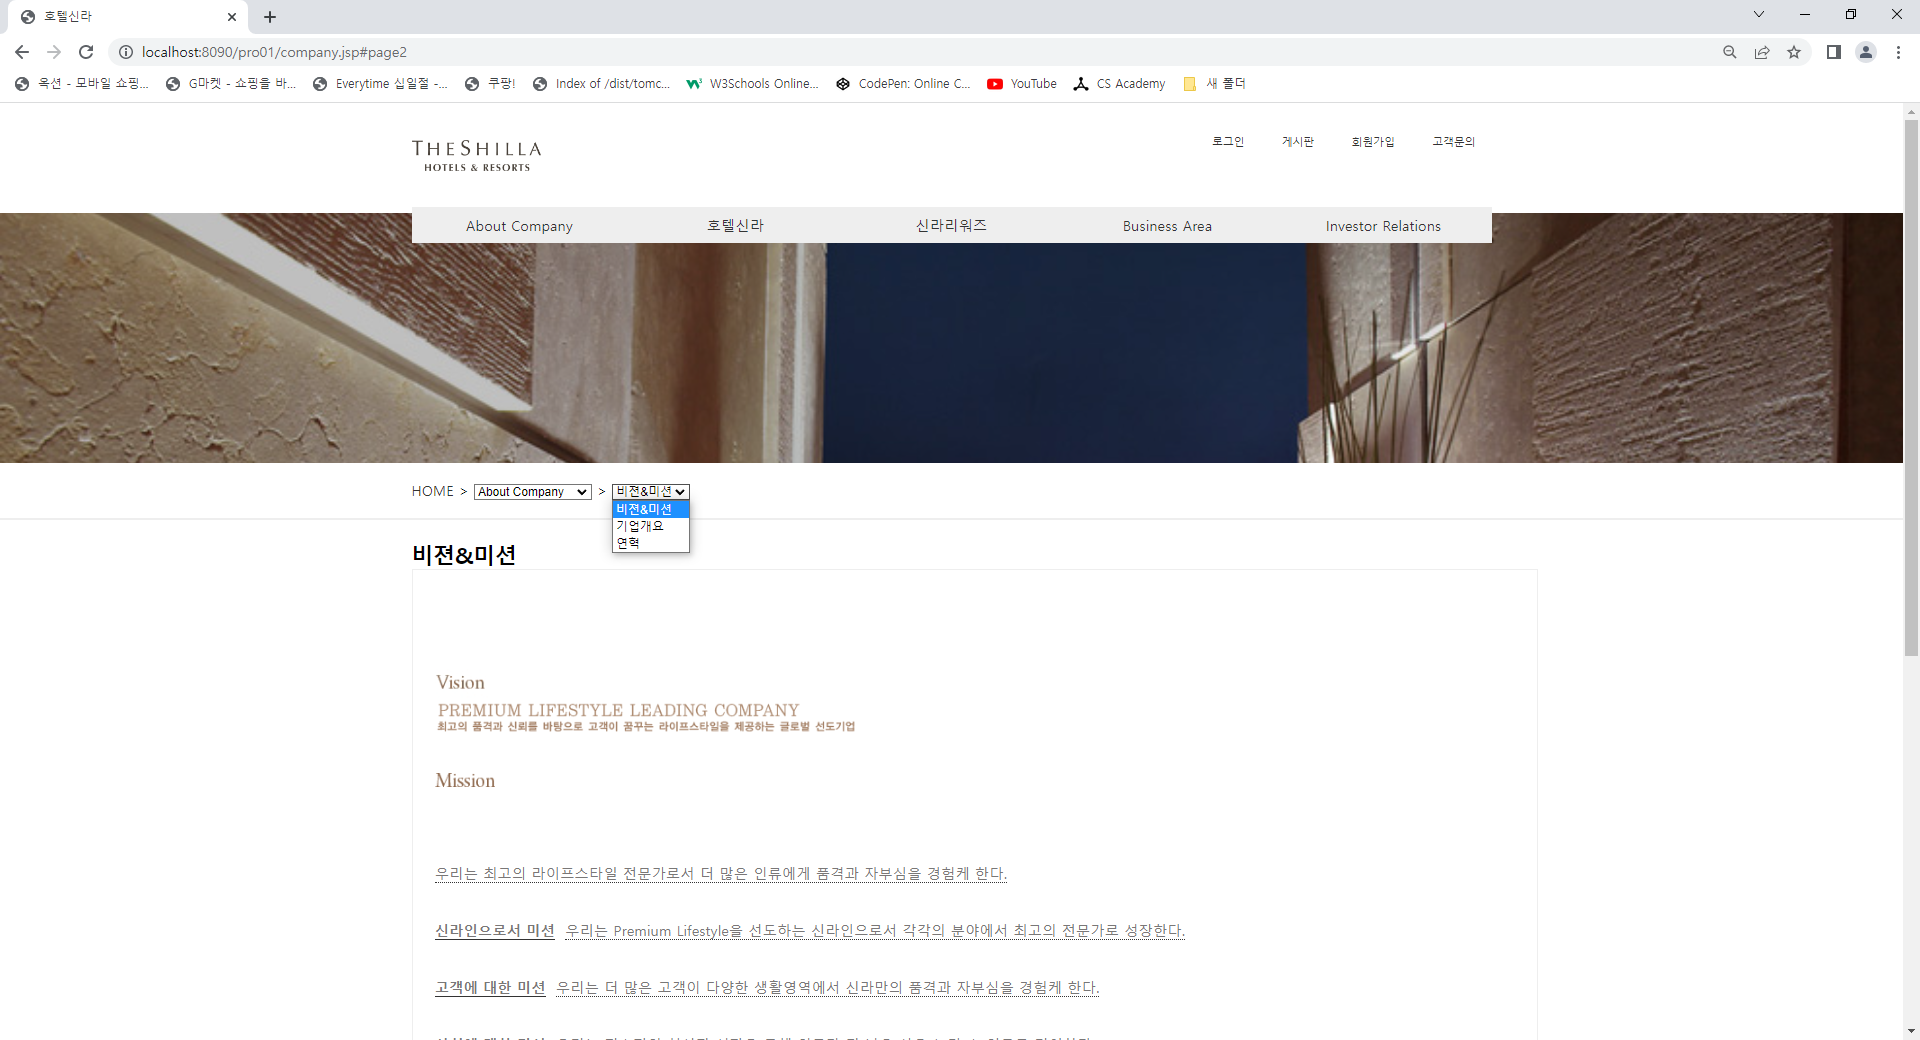 호텔신라
localhost:8090/pro01/company.jsp#page2
옥션 - 모바일 쇼핑...
G마켓 - 쇼핑을 바...
Everytime 십일절 -...
쿠팡!
Index of /dist/tomc...
W3Schools Online...
CodePen: Online C...
YouTube
CS Academy
새 폴더
THE SHILLA
HOTELS & RESORTS
로그인 게시판 회원가입 고객문의
About Company 호텔신라 신라리워즈 Business Area Investor Relations
HOME > About Company > 비젼&미션
비젼&미션
기업개요
연혁
비젼&미션
Vision
PREMIUM LIFESTYLE LEADING COMPANY
최고의 품격과 신뢰를 바탕으로 고객이 꿈꾸는 라이프스타일을 제공하는 글로벌 선도기업
Mission
우리는 최고의 라이프스타일 전문가로서 더 많은 인류에게 품격과 자부심을 경험케 한다.
신라인으로서 미션 우리는 Premium Lifestyle을 선도하는 신라인으로서 각각의 분야에서 최고의 전문가로 성장한다.
고객에 대한 미션 우리는 더 많은 고객이 다양한 생활영역에서 신라만의 품격과 자부심을 경험케 한다.